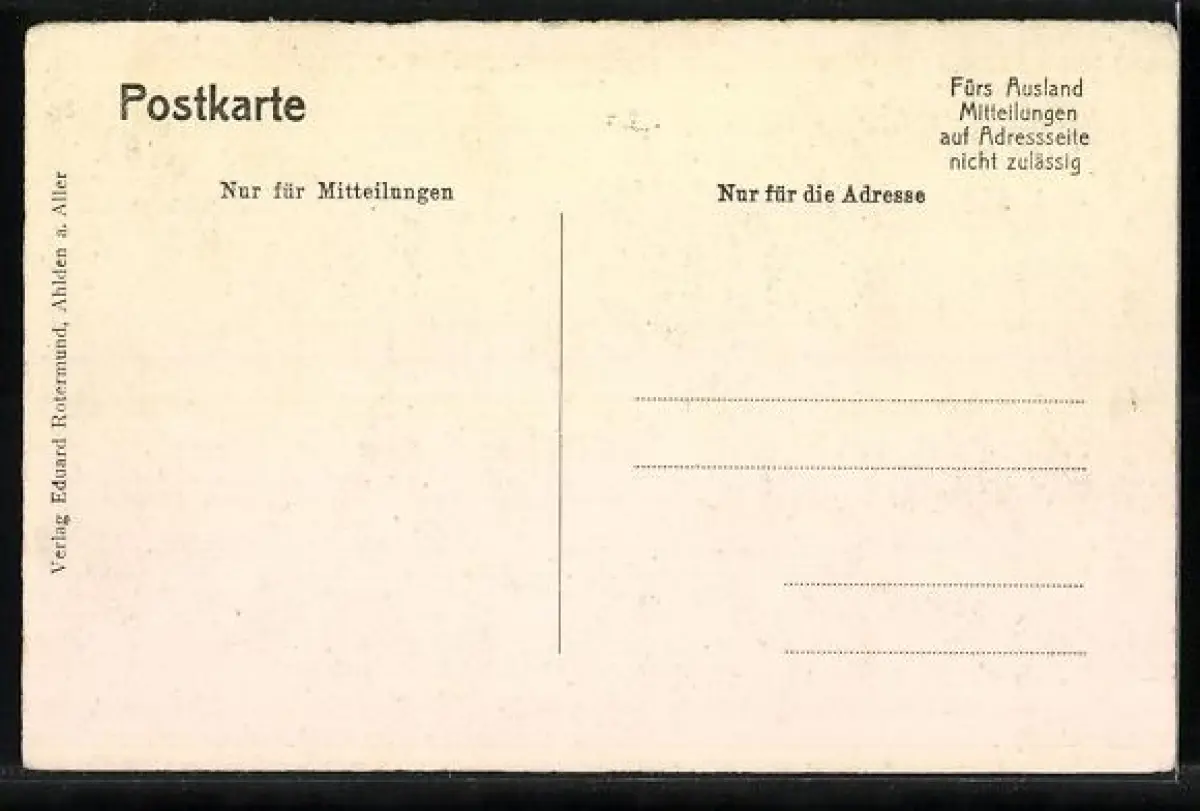 Postkarte
Fürs Ausland
Mitteilungen
auf Adressseite
nicht zulässig
Nur für Mitteilungen
Nur für die Adresse
Verlag Eduard Rotermund, Ahlden a. Aller